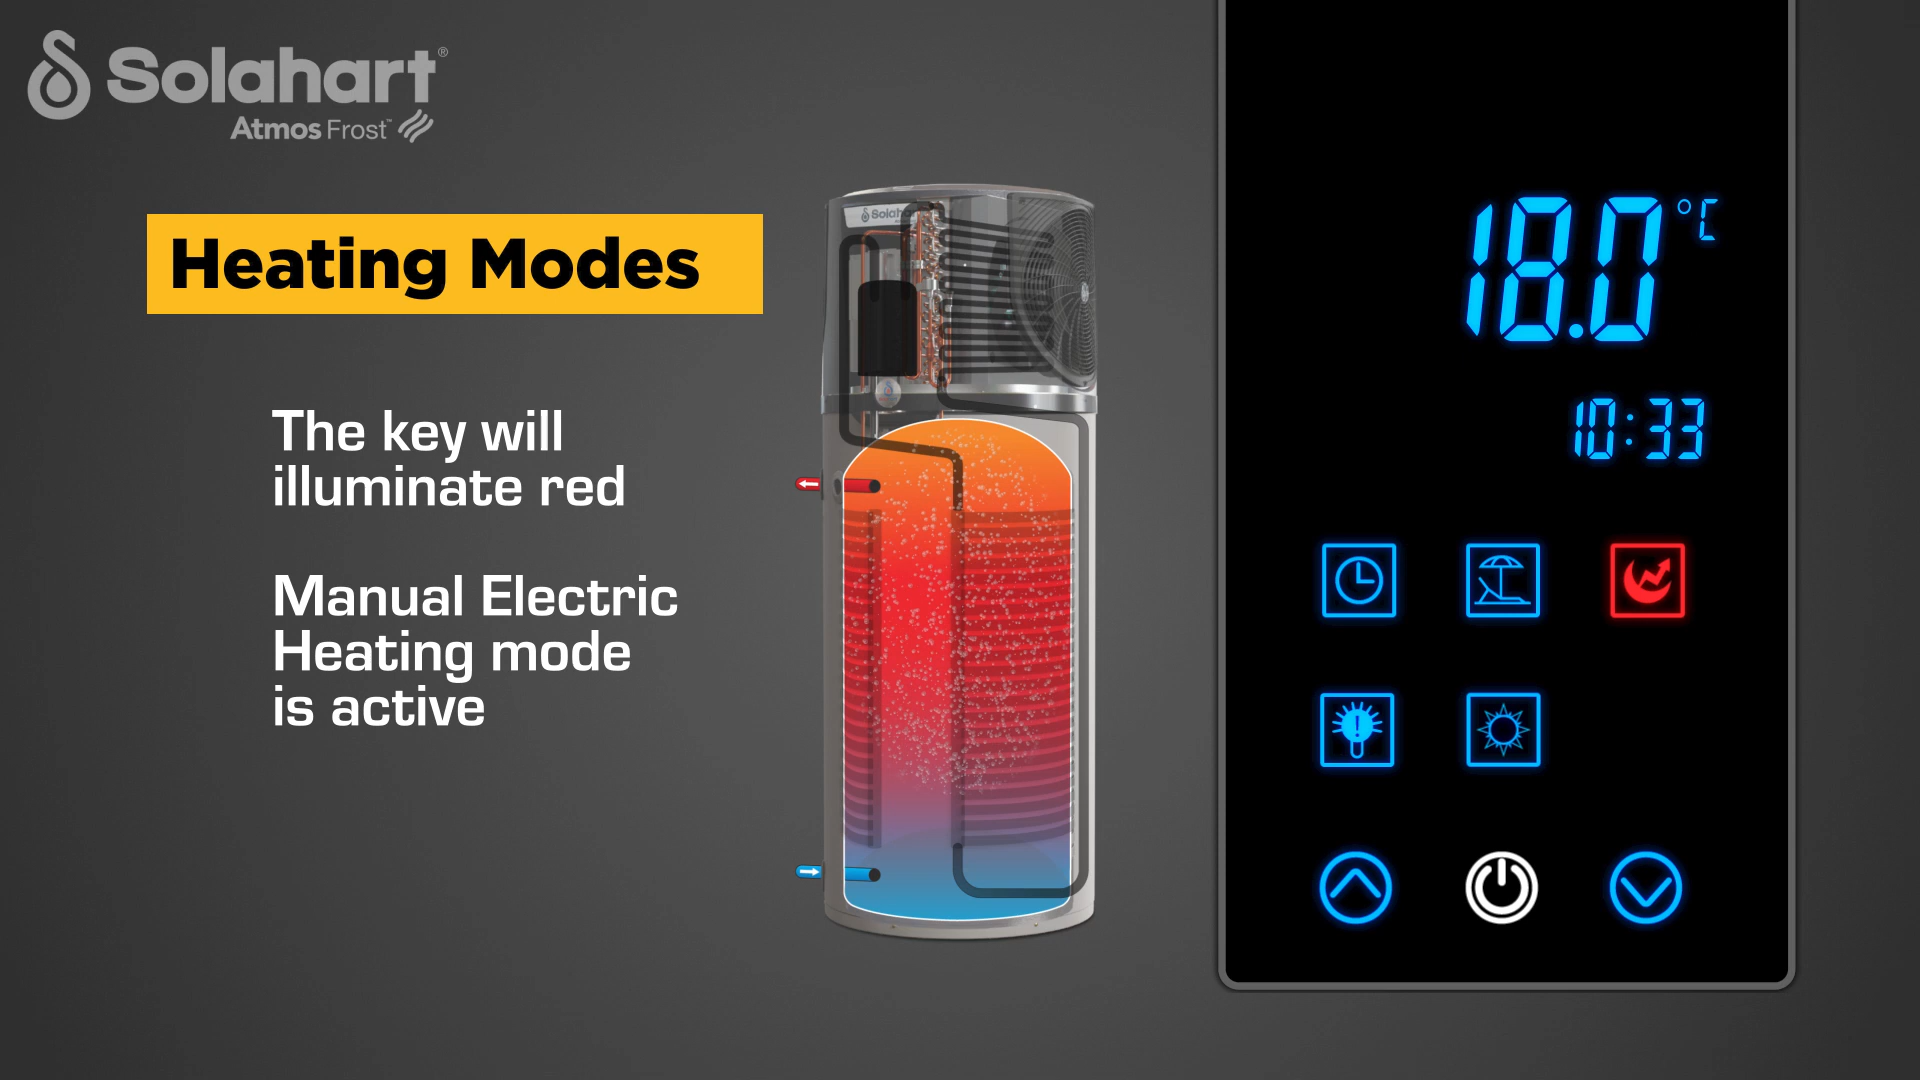 Solahart®
Atmos Frost™
Heating Modes
The key will
illuminate red
Manual Electric
Heating mode
is active
Solahart
18.0 °C
10:33